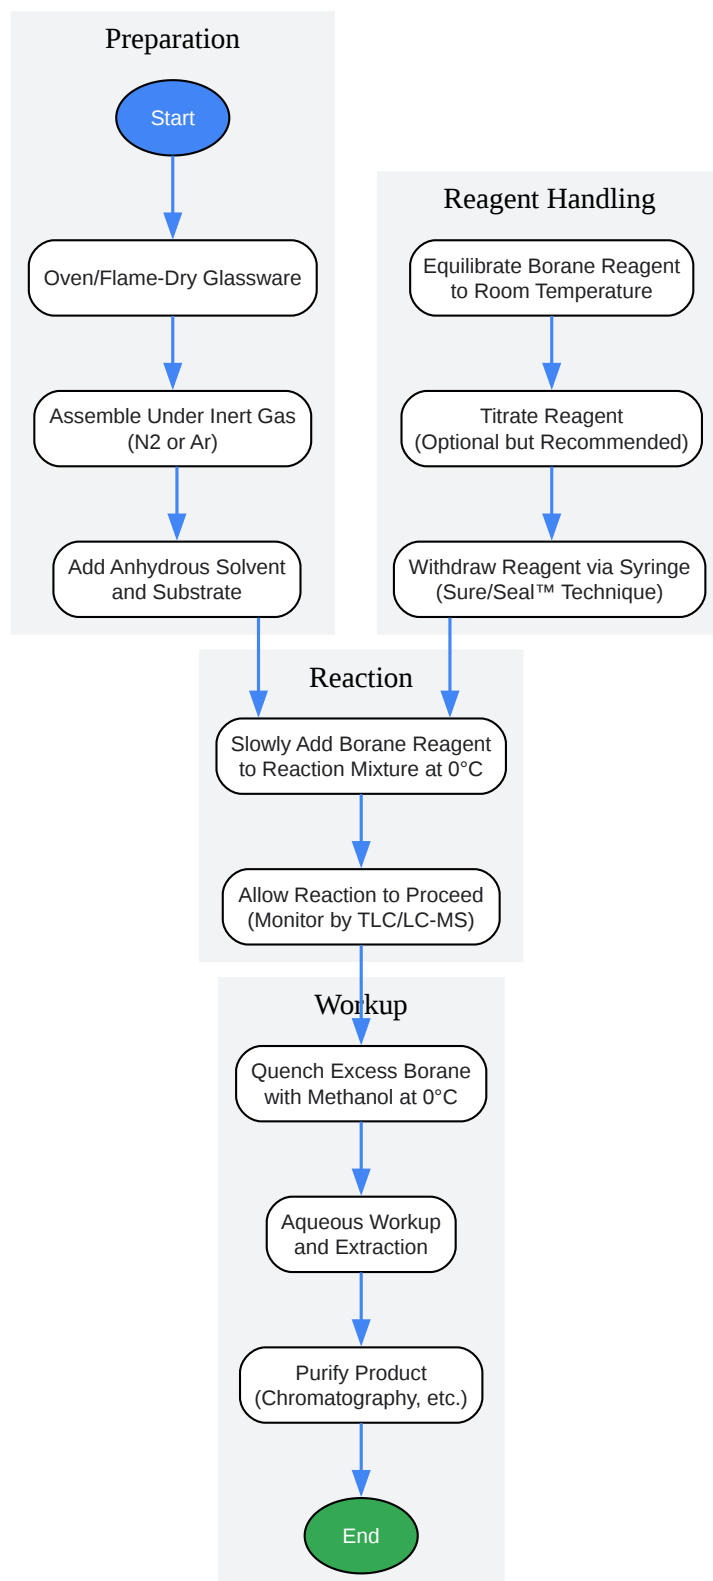 Preparation
Start
Oven/Flame-Dry Glassware
Assemble Under Inert Gas
(N2 or Ar)
Add Anhydrous Solvent
and Substrate
Reagent Handling
Equilibrate Borane Reagent
to Room Temperature
Titrate Reagent
(Optional but Recommended)
Withdraw Reagent via Syringe
(Sure/Seal™ Technique)
Reaction
Slowly Add Borane Reagent
to Reaction Mixture at 0°C
Allow Reaction to Proceed
(Monitor by TLC/LC-MS)
Workup
Quench Excess Borane
with Methanol at 0°C
Aqueous Workup
and Extraction
Purify Product
(Chromatography, etc.)
End